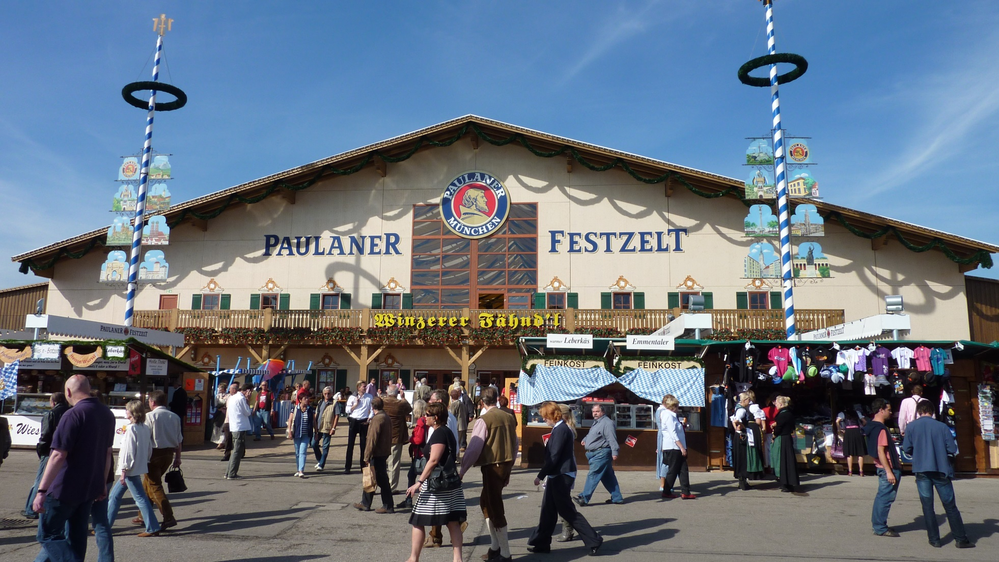 PAULANER
MÜNCHEN
PAULANER FESTZELT
Winzerer Fähnd'l
PAULANER FESTZELT
PAULANER FESTZELT
warmer Leberkäs
Emmentaler
FEINKOST
FEINKOST
Leberkäs
Heisse Würstl
Wies